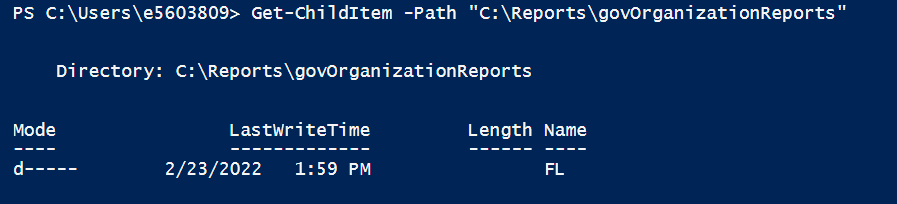 PS C:\Users\e5603809> Get-ChildItem -Path "C:\Reports\govOrganizationReports"
Directory: C:\Reports\govOrganizationReports
Mode LastWriteTime Length Name
---- ------------- ------ ----
d----- 2/23/2022 1:59 PM FL